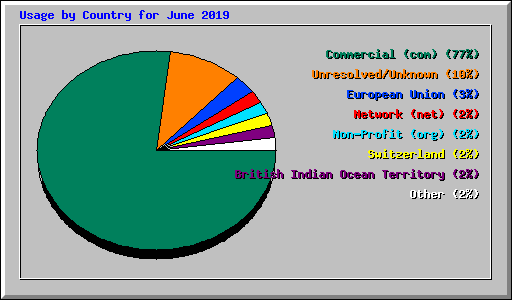 Usage by Country for June 2019
Commercial (com) (77%)
Unresolved/Unknown (10%)
European Union (3%)
Network (net) (2%)
Non-Profit (org) (2%)
Switzerland (2%)
British Indian Ocean Territory (2%)
Other (2%)